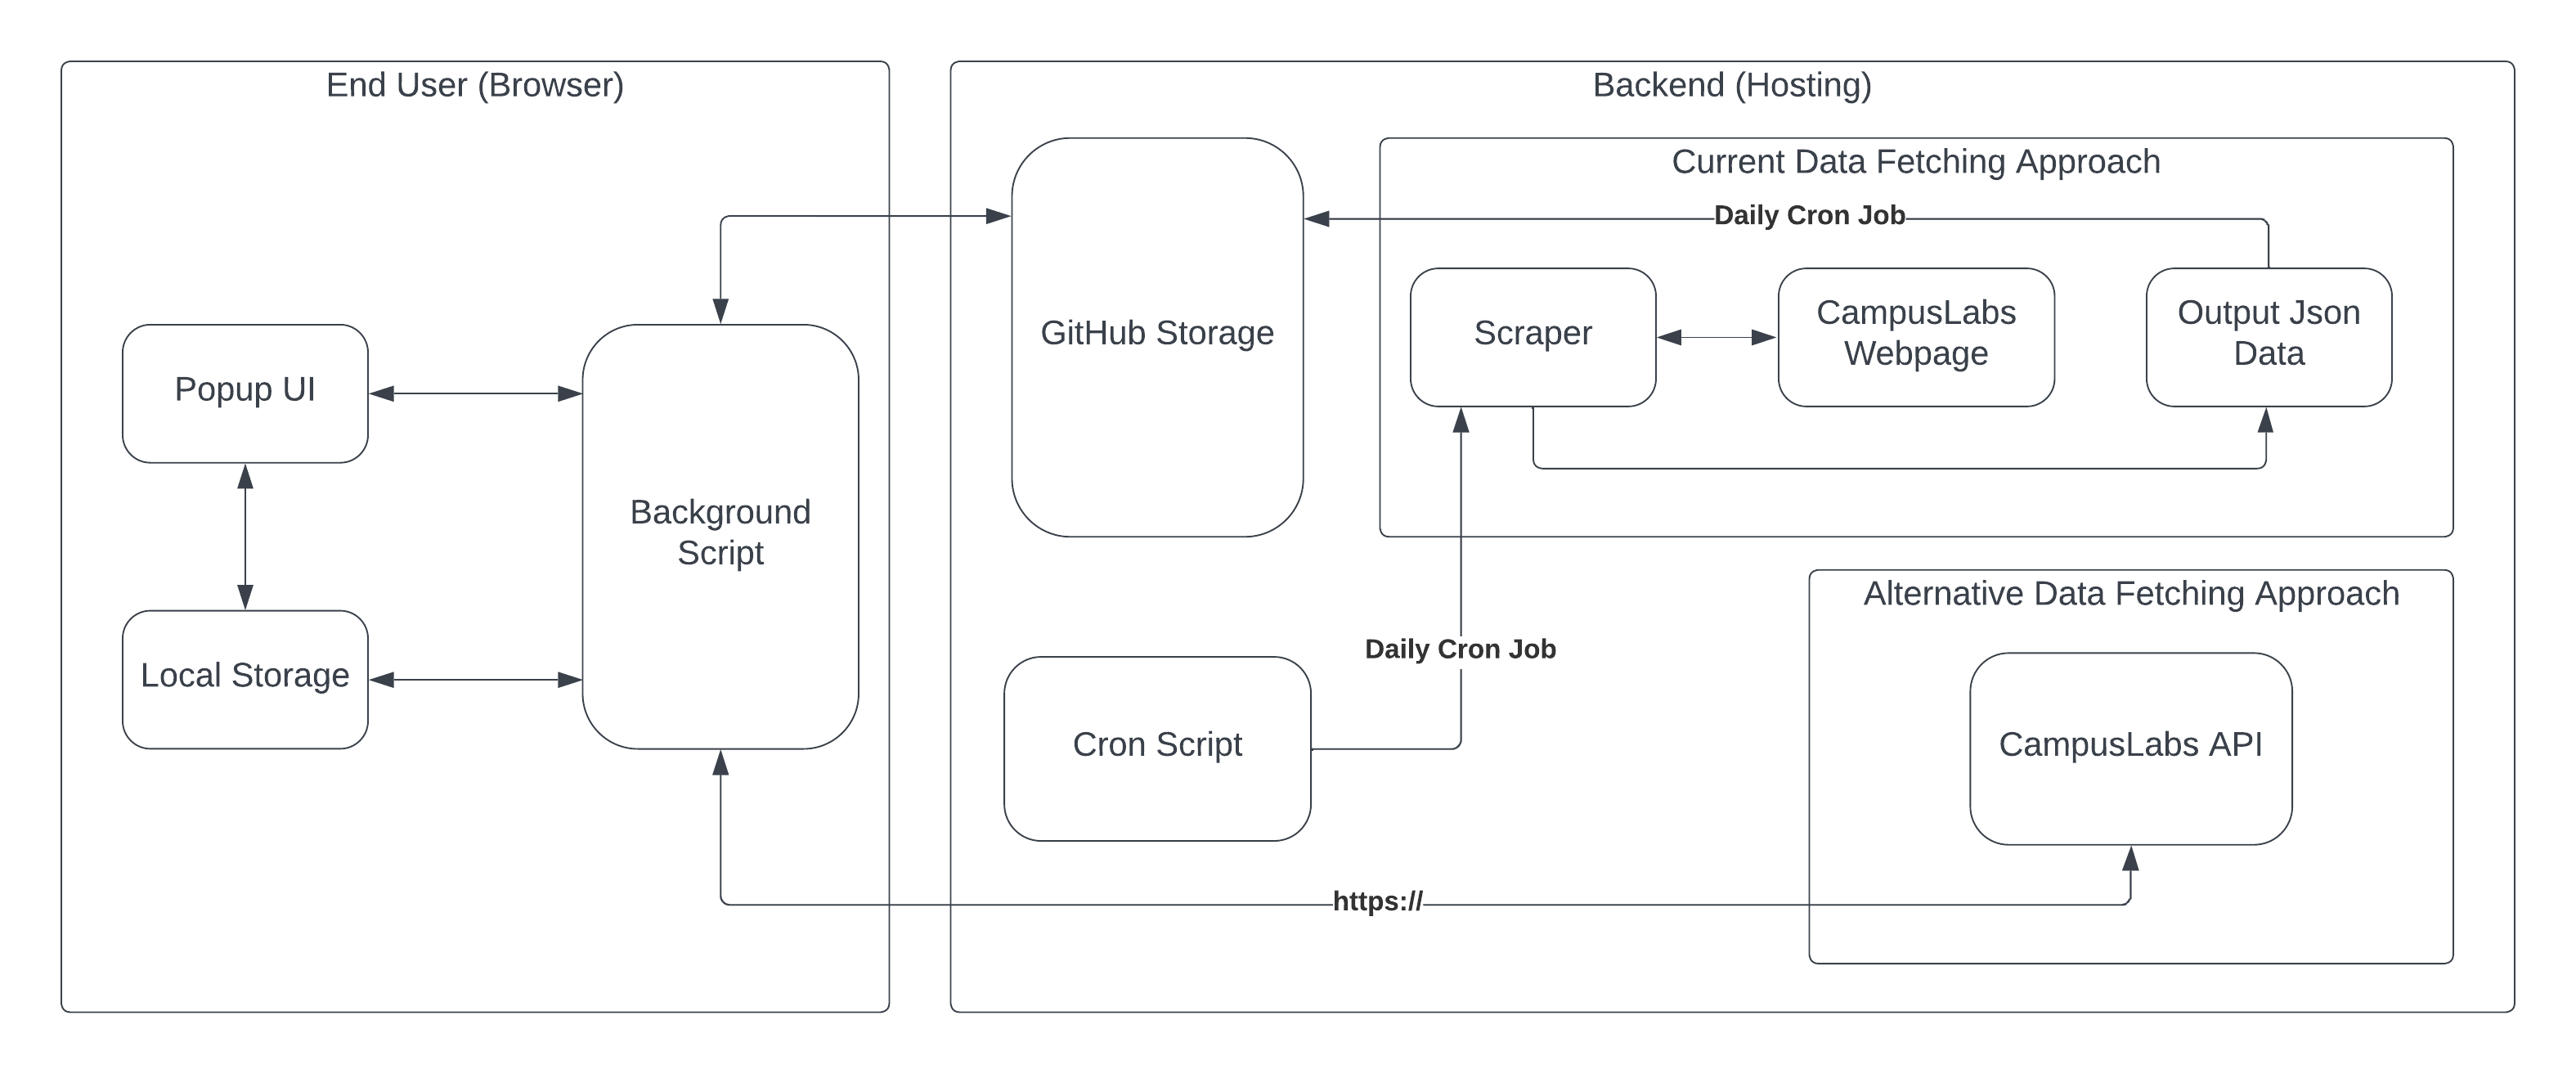 End User (Browser)
Popup UI
Local Storage
Background
Script
Backend (Hosting)
GitHub Storage
Current Data Fetching Approach
Daily Cron Job
Scraper
CampusLabs
Webpage
Output Json
Data
Daily Cron Job
Cron Script
Alternative Data Fetching Approach
CampusLabs API
https://